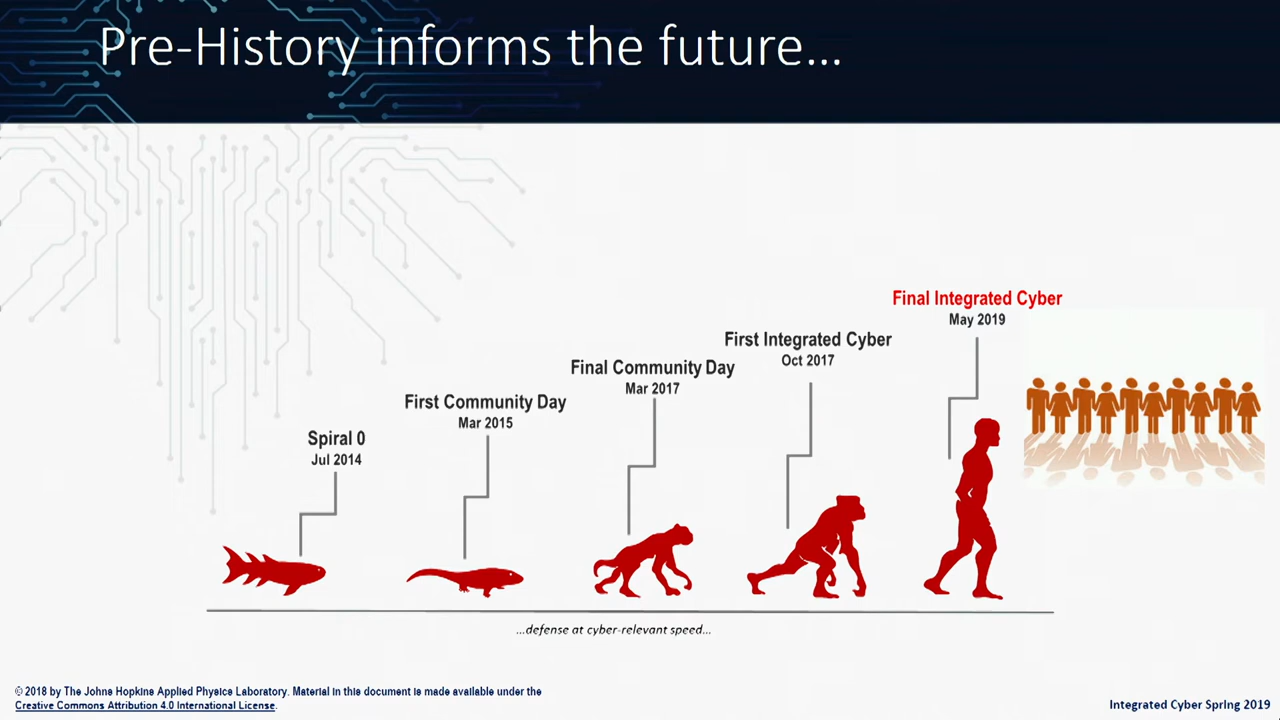 Pre-History informs the future...
Final Integrated Cyber
May 2019
First Integrated Cyber
Oct 2017
Final Community Day
Mar 2017
First Community Day
Mar 2015
Spiral 0
Jul 2014
...defense at cyber-relevant speed...
© 2018 by The Johns Hopkins Applied Physics Laboratory. Material in this document is made available under the
Creative Commons Attribution 4.0 International License.
Integrated Cyber Spring 2019